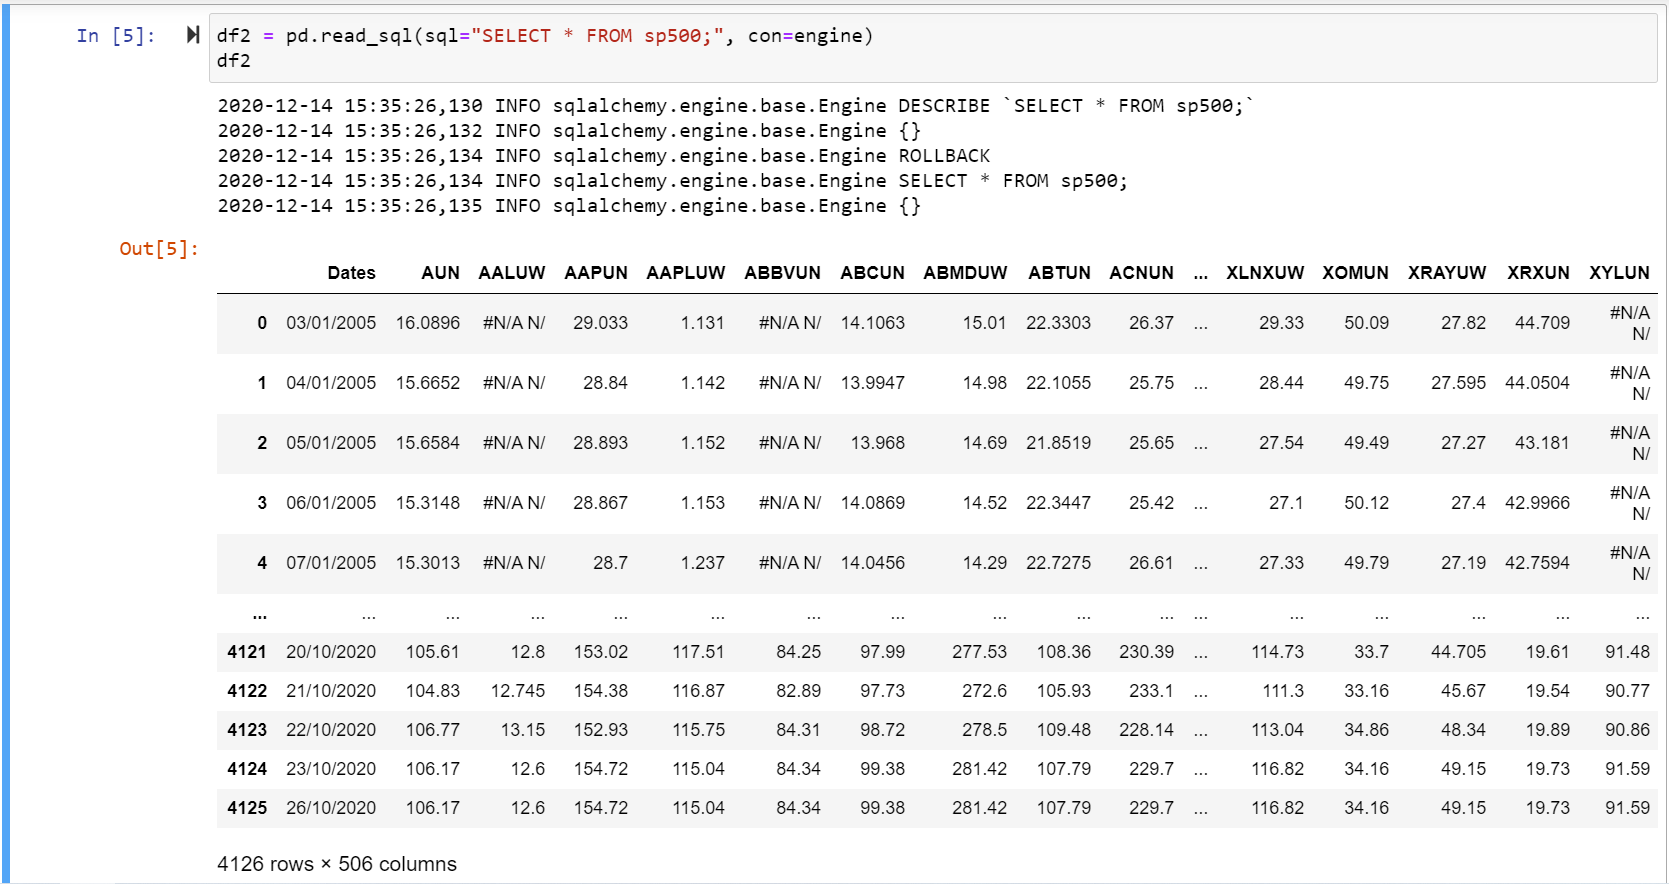 In [5]: df2 = pd.read_sql(sql="SELECT * FROM sp500;", con=engine)
df2
2020-12-14 15:35:26,130 INFO sqlalchemy.engine.base.Engine DESCRIBE `SELECT * FROM sp500;`
2020-12-14 15:35:26,132 INFO sqlalchemy.engine.base.Engine {}
2020-12-14 15:35:26,134 INFO sqlalchemy.engine.base.Engine ROLLBACK
2020-12-14 15:35:26,134 INFO sqlalchemy.engine.base.Engine SELECT * FROM sp500;
2020-12-14 15:35:26,135 INFO sqlalchemy.engine.base.Engine {}
Out[5]:
Dates AUN AALUW AAPUN AAPLUW ABBVUN ABCUN ABMDUW ABTUN ACNUN ... XLNXUW XOMUN XRAYUW XRXUN XYLUN
0 03/01/2005 16.0896 #N/A N/ 29.033 1.131 #N/A N/ 14.1063 15.01 22.3303 26.37 ... 29.33 50.09 27.82 44.709 #N/A N/
1 04/01/2005 15.6652 #N/A N/ 28.84 1.142 #N/A N/ 13.9947 14.98 22.1055 25.75 ... 28.44 49.75 27.595 44.0504 #N/A N/
2 05/01/2005 15.6584 #N/A N/ 28.893 1.152 #N/A N/ 13.968 14.69 21.8519 25.65 ... 27.54 49.49 27.27 43.181 #N/A N/
3 06/01/2005 15.3148 #N/A N/ 28.867 1.153 #N/A N/ 14.0869 14.52 22.3447 25.42 ... 27.1 50.12 27.4 42.9966 #N/A N/
4 07/01/2005 15.3013 #N/A N/ 28.7 1.237 #N/A N/ 14.0456 14.29 22.7275 26.61 ... 27.33 49.79 27.19 42.7594 #N/A N/
... ... ... ... ... ... ... ... ... ... ... ... ... ... ... ... ...
4121 20/10/2020 105.61 12.8 153.02 117.51 84.25 97.99 277.53 108.36 230.39 ... 114.73 33.7 44.705 19.61 91.48
4122 21/10/2020 104.83 12.745 154.38 116.87 82.89 97.73 272.6 105.93 233.1 ... 111.3 33.16 45.67 19.54 90.77
4123 22/10/2020 106.77 13.15 152.93 115.75 84.31 98.72 278.5 109.48 228.14 ... 113.04 34.86 48.34 19.89 90.86
4124 23/10/2020 106.17 12.6 154.72 115.04 84.34 99.38 281.42 107.79 229.7 ... 116.82 34.16 49.15 19.73 91.59
4125 26/10/2020 106.17 12.6 154.72 115.04 84.34 99.38 281.42 107.79 229.7 ... 116.82 34.16 49.15 19.73 91.59
4126 rows × 506 columns